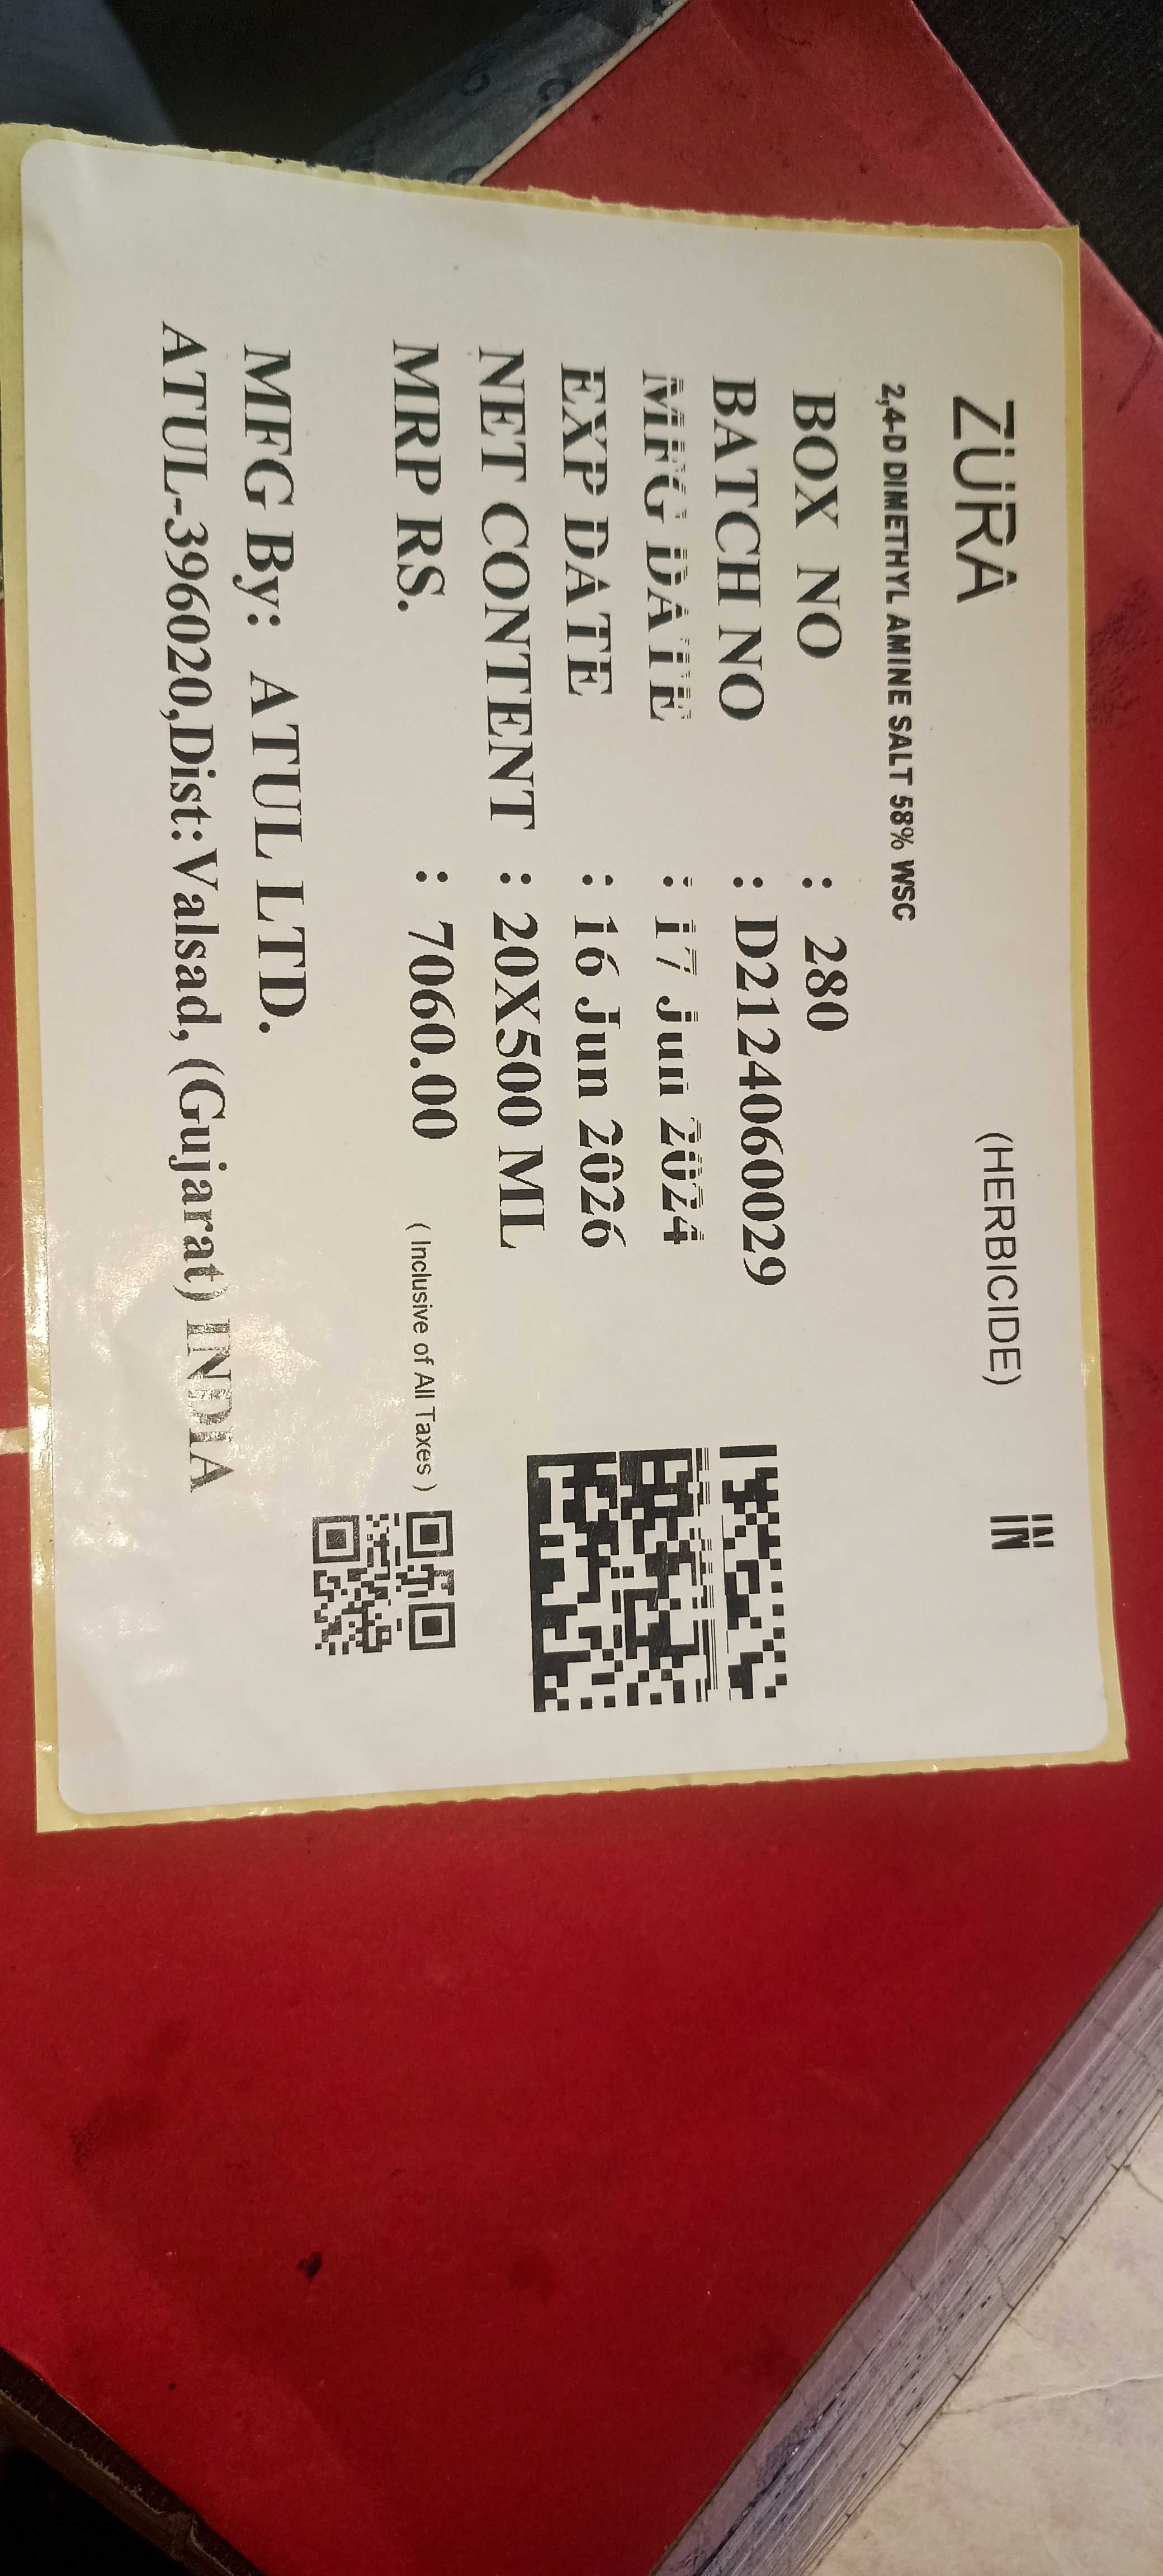 ZURA (HERBICIDE) IN
2,4-D DIMETHYL AMINE SALT 58% WSC
BOX NO : 280
BATCH NO : D2124060029
MFG DATE : 17 Jun 2024
EXP DATE : 16 Jun 2026
NET CONTENT : 20X500 ML
MRP RS. : 7060.00 ( Inclusive of All Taxes )
MFG By: ATUL LTD.
ATUL-396020,Dist:Valsad, (Gujarat) INDIA